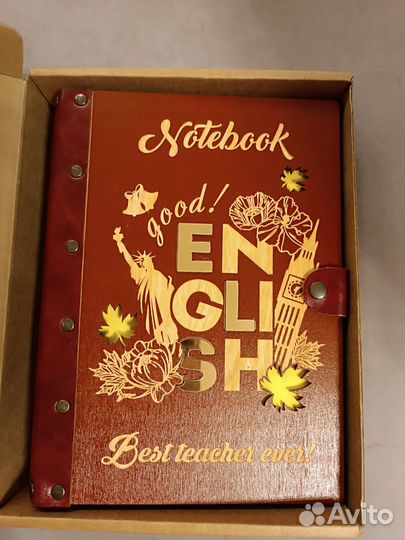 Notebook
good!
EN
GLI
SH
Best teacher ever!
Avito